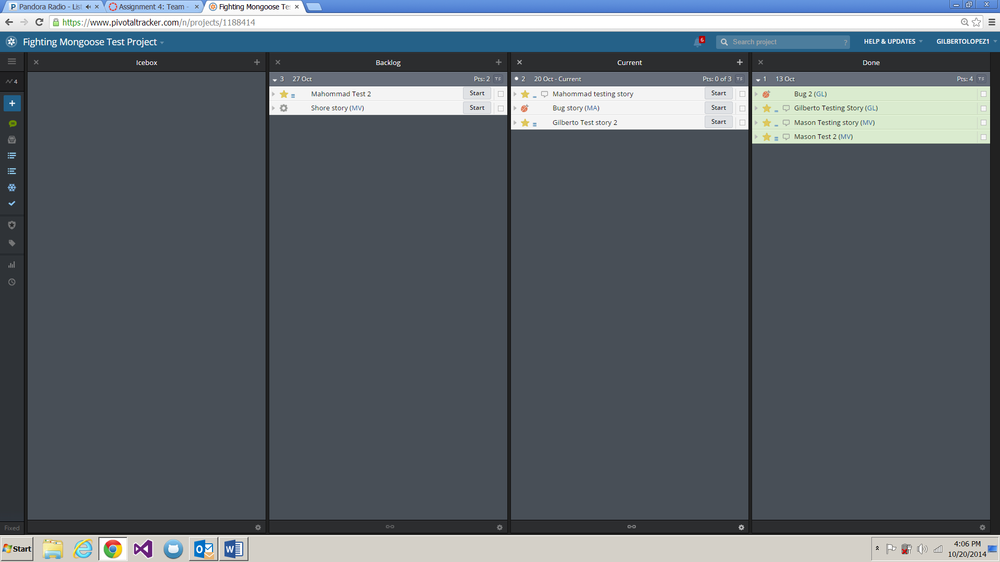 Pandora Radio - List
Assignment 4: Team -
Fighting Mongoose Te
https://www.pivotaltracker.com/n/projects/1188414
Fighting Mongoose Test Project
6
Search project
?
HELP & UPDATES
GILBERTOLOPEZ1
4
Icebox
Backlog
3 27 Oct Pts: 2 TS
Mahommad Test 2 Start
Shore story (MV) Start
Current
2 20 Oct - Current Pts: 0 of 3 TS
Mahommad testing story Start
Bug story (MA) Start
Gilberto Test story 2 Start
Done
1 13 Oct Pts: 4 TS
Bug 2 (GL)
Gilberto Testing Story (GL)
Mason Testing story (MV)
Mason Test 2 (MV)
Fixed
Start
4:06 PM
10/20/2014